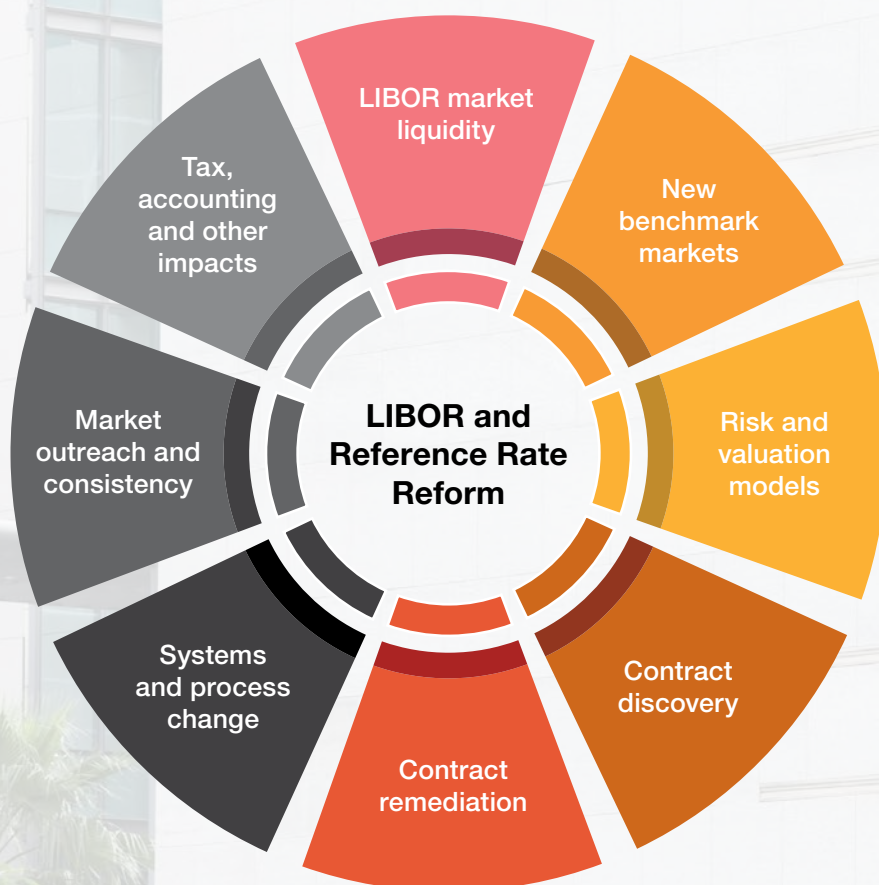 LIBOR market
liquidity
New
benchmark
markets
Risk and
valuation
models
Contract
discovery
Contract
remediation
Systems
and process
change
Market
outreach and
consistency
Tax,
accounting
and other
impacts
LIBOR and
Reference Rate
Reform